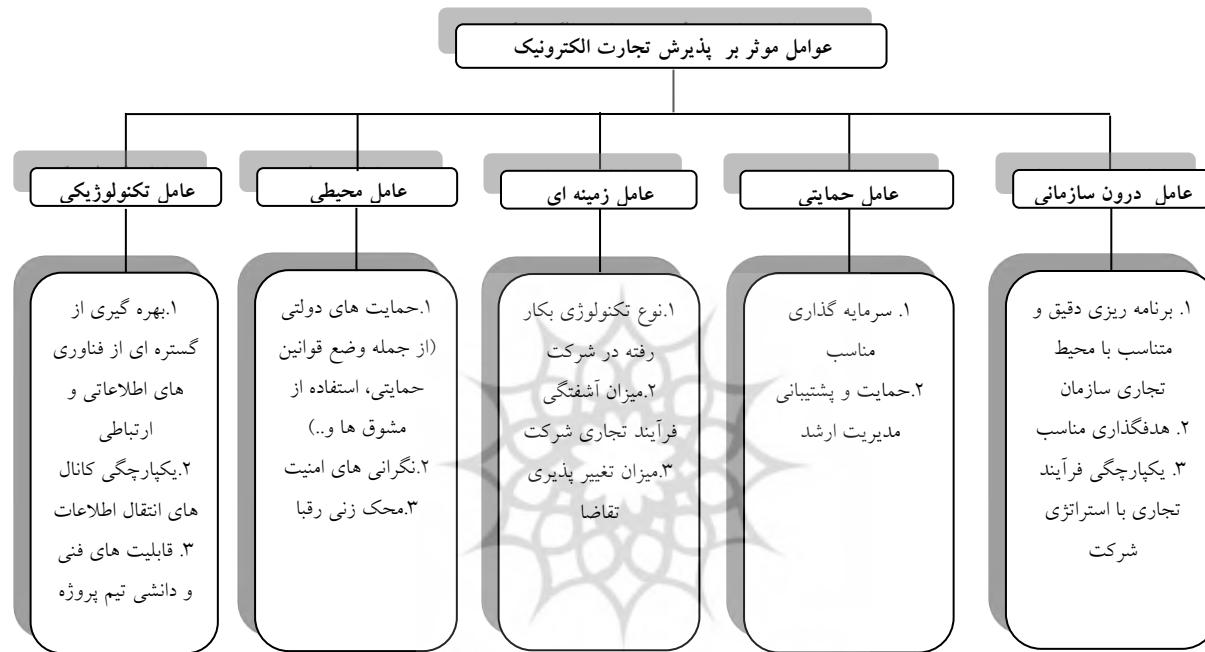 عوامل موثر بر پذیرش تجارت الکترونیک
عامل درون سازمانی
عامل حمایتی
عامل زمینه ای
عامل محیطی
عامل تکنولوژیکی
۱. برنامه ریزی دقیق و
متناسب با محیط
تجاری سازمان
۲. هدفگذاری مناسب
۳. یکپارچگی فرآیند
تجاری با استراتژی
شرکت
۱. سرمایه گذاری
مناسب
۲.حمایت و پشتیبانی
مدیریت ارشد
۱.نوع تکنولوژی بکار
رفته در شرکت
۲.میزان آشفتگی
فرآیند تجاری شرکت
۳.میزان تغییر پذیری
تقاضا
۱.حمایت های دولتی
(از جمله وضع قوانین
حمایتی، استفاده از
مشوق ها و..)
۲.نگرانی های امنیت
۳.محک زنی رقبا
۱.بهره گیری از
گستره ای از فناوری
های اطلاعاتی و
ارتباطی
۲.یکپارچگی کانال
های انتقال اطلاعات
۳. قابلیت های فنی
و دانشی تیم پروژه